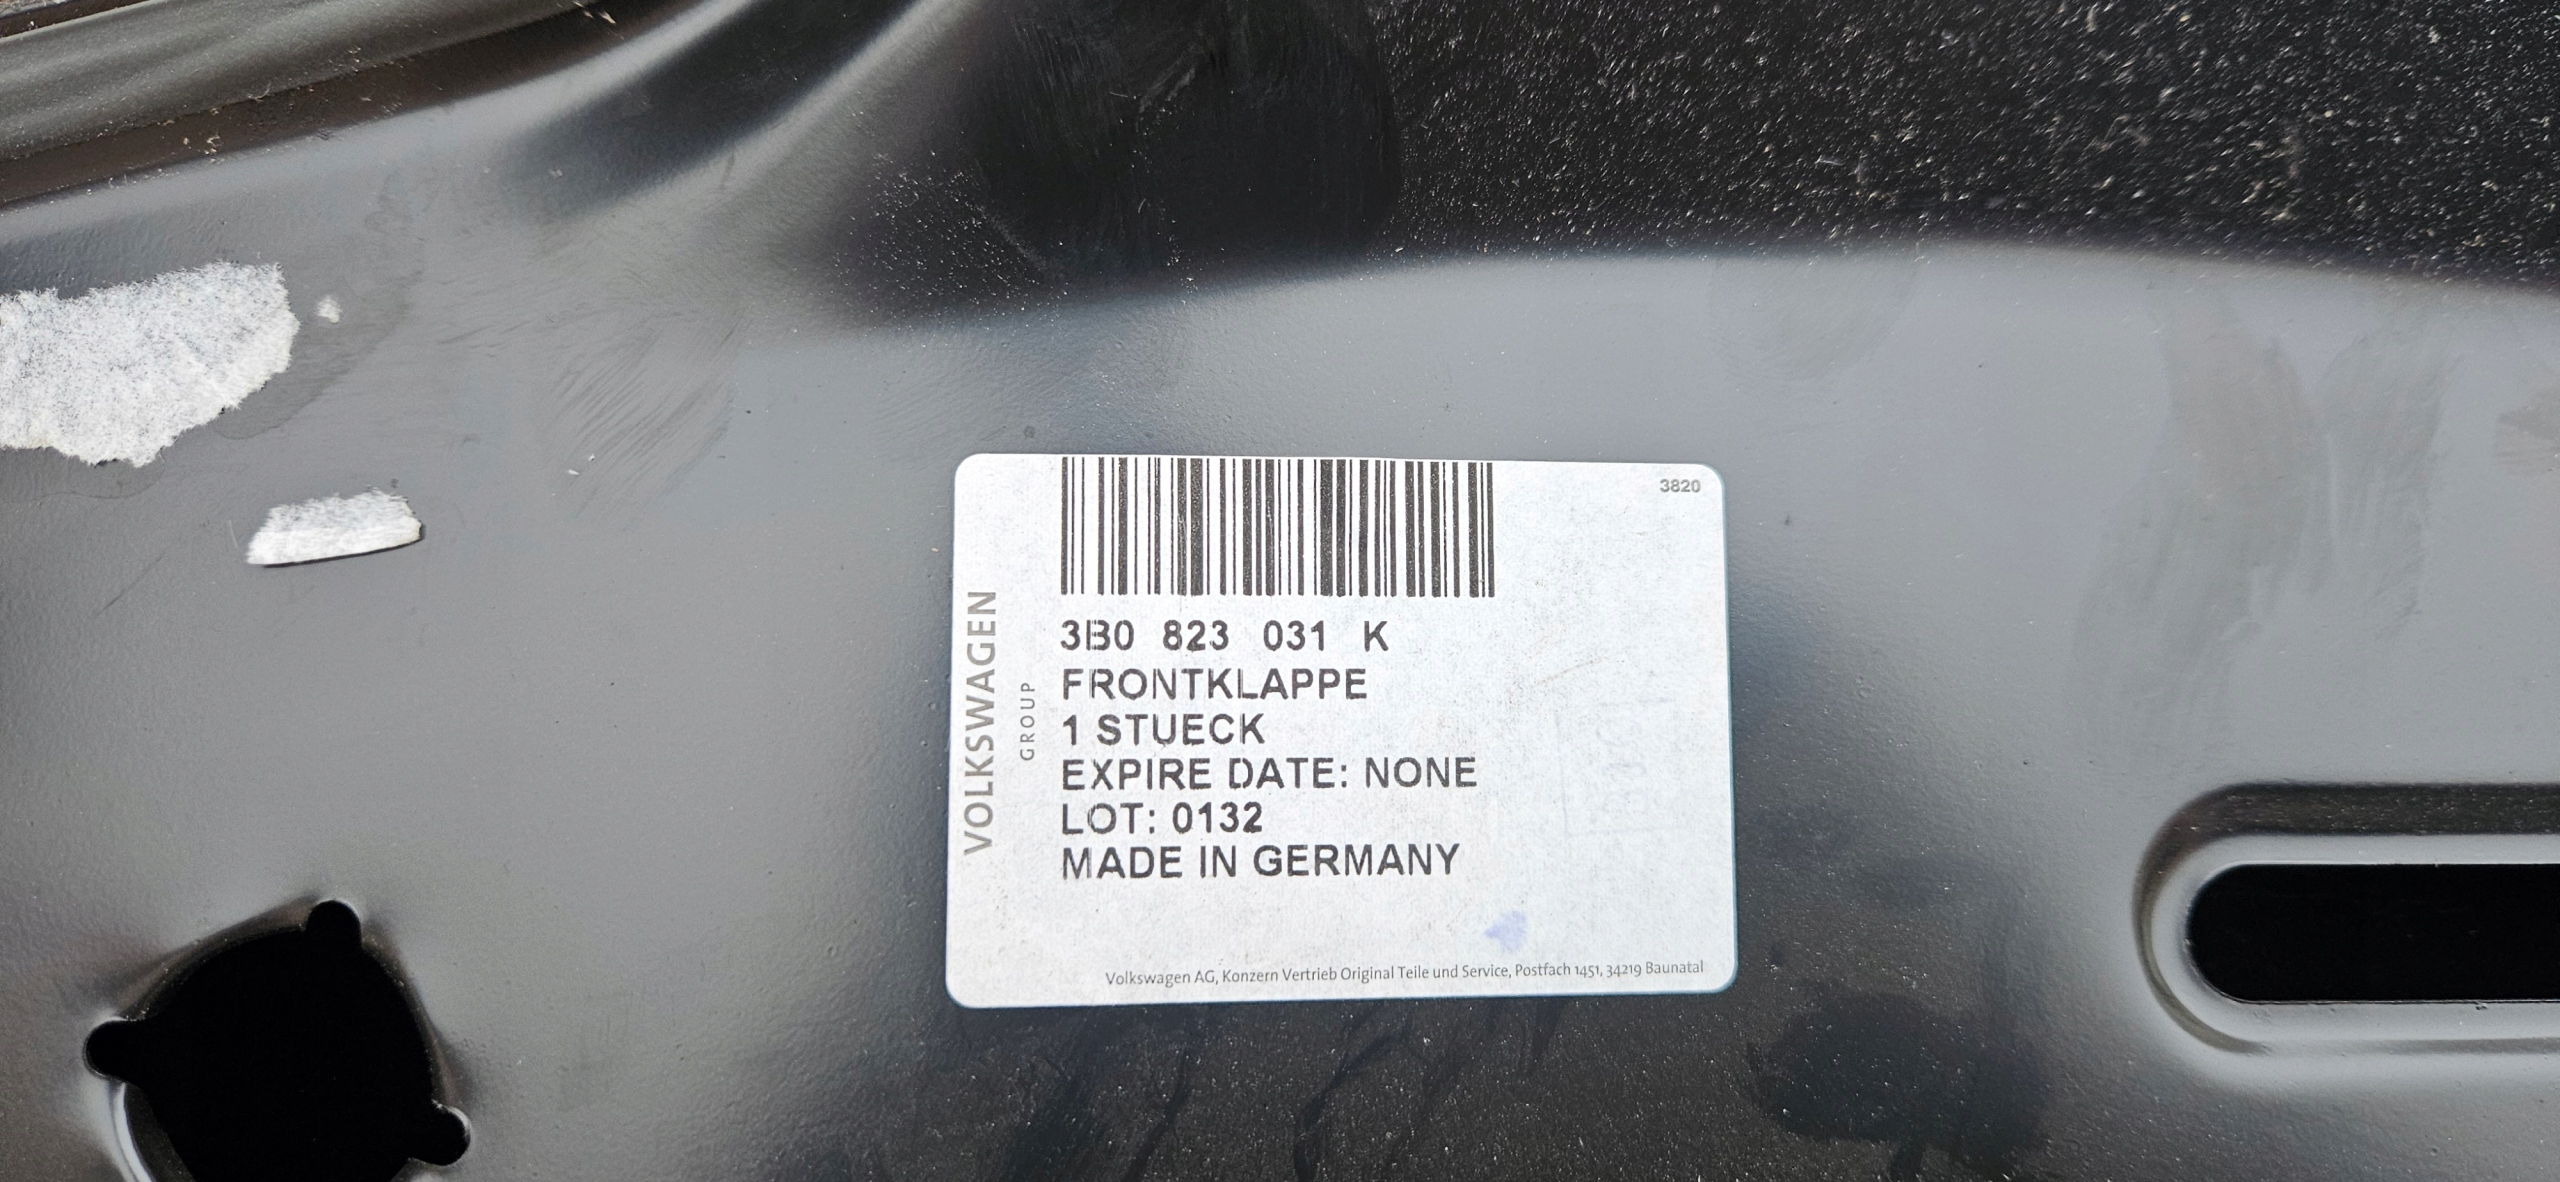 3820
VOLKSWAGEN
GROUP
3B0 823 031 K
FRONTKLAPPE
1 STUECK
EXPIRE DATE: NONE
LOT: 0132
MADE IN GERMANY
Volkswagen AG, Konzern Vertrieb Original Teile und Service, Postfach 1451, 34219 Baunatal